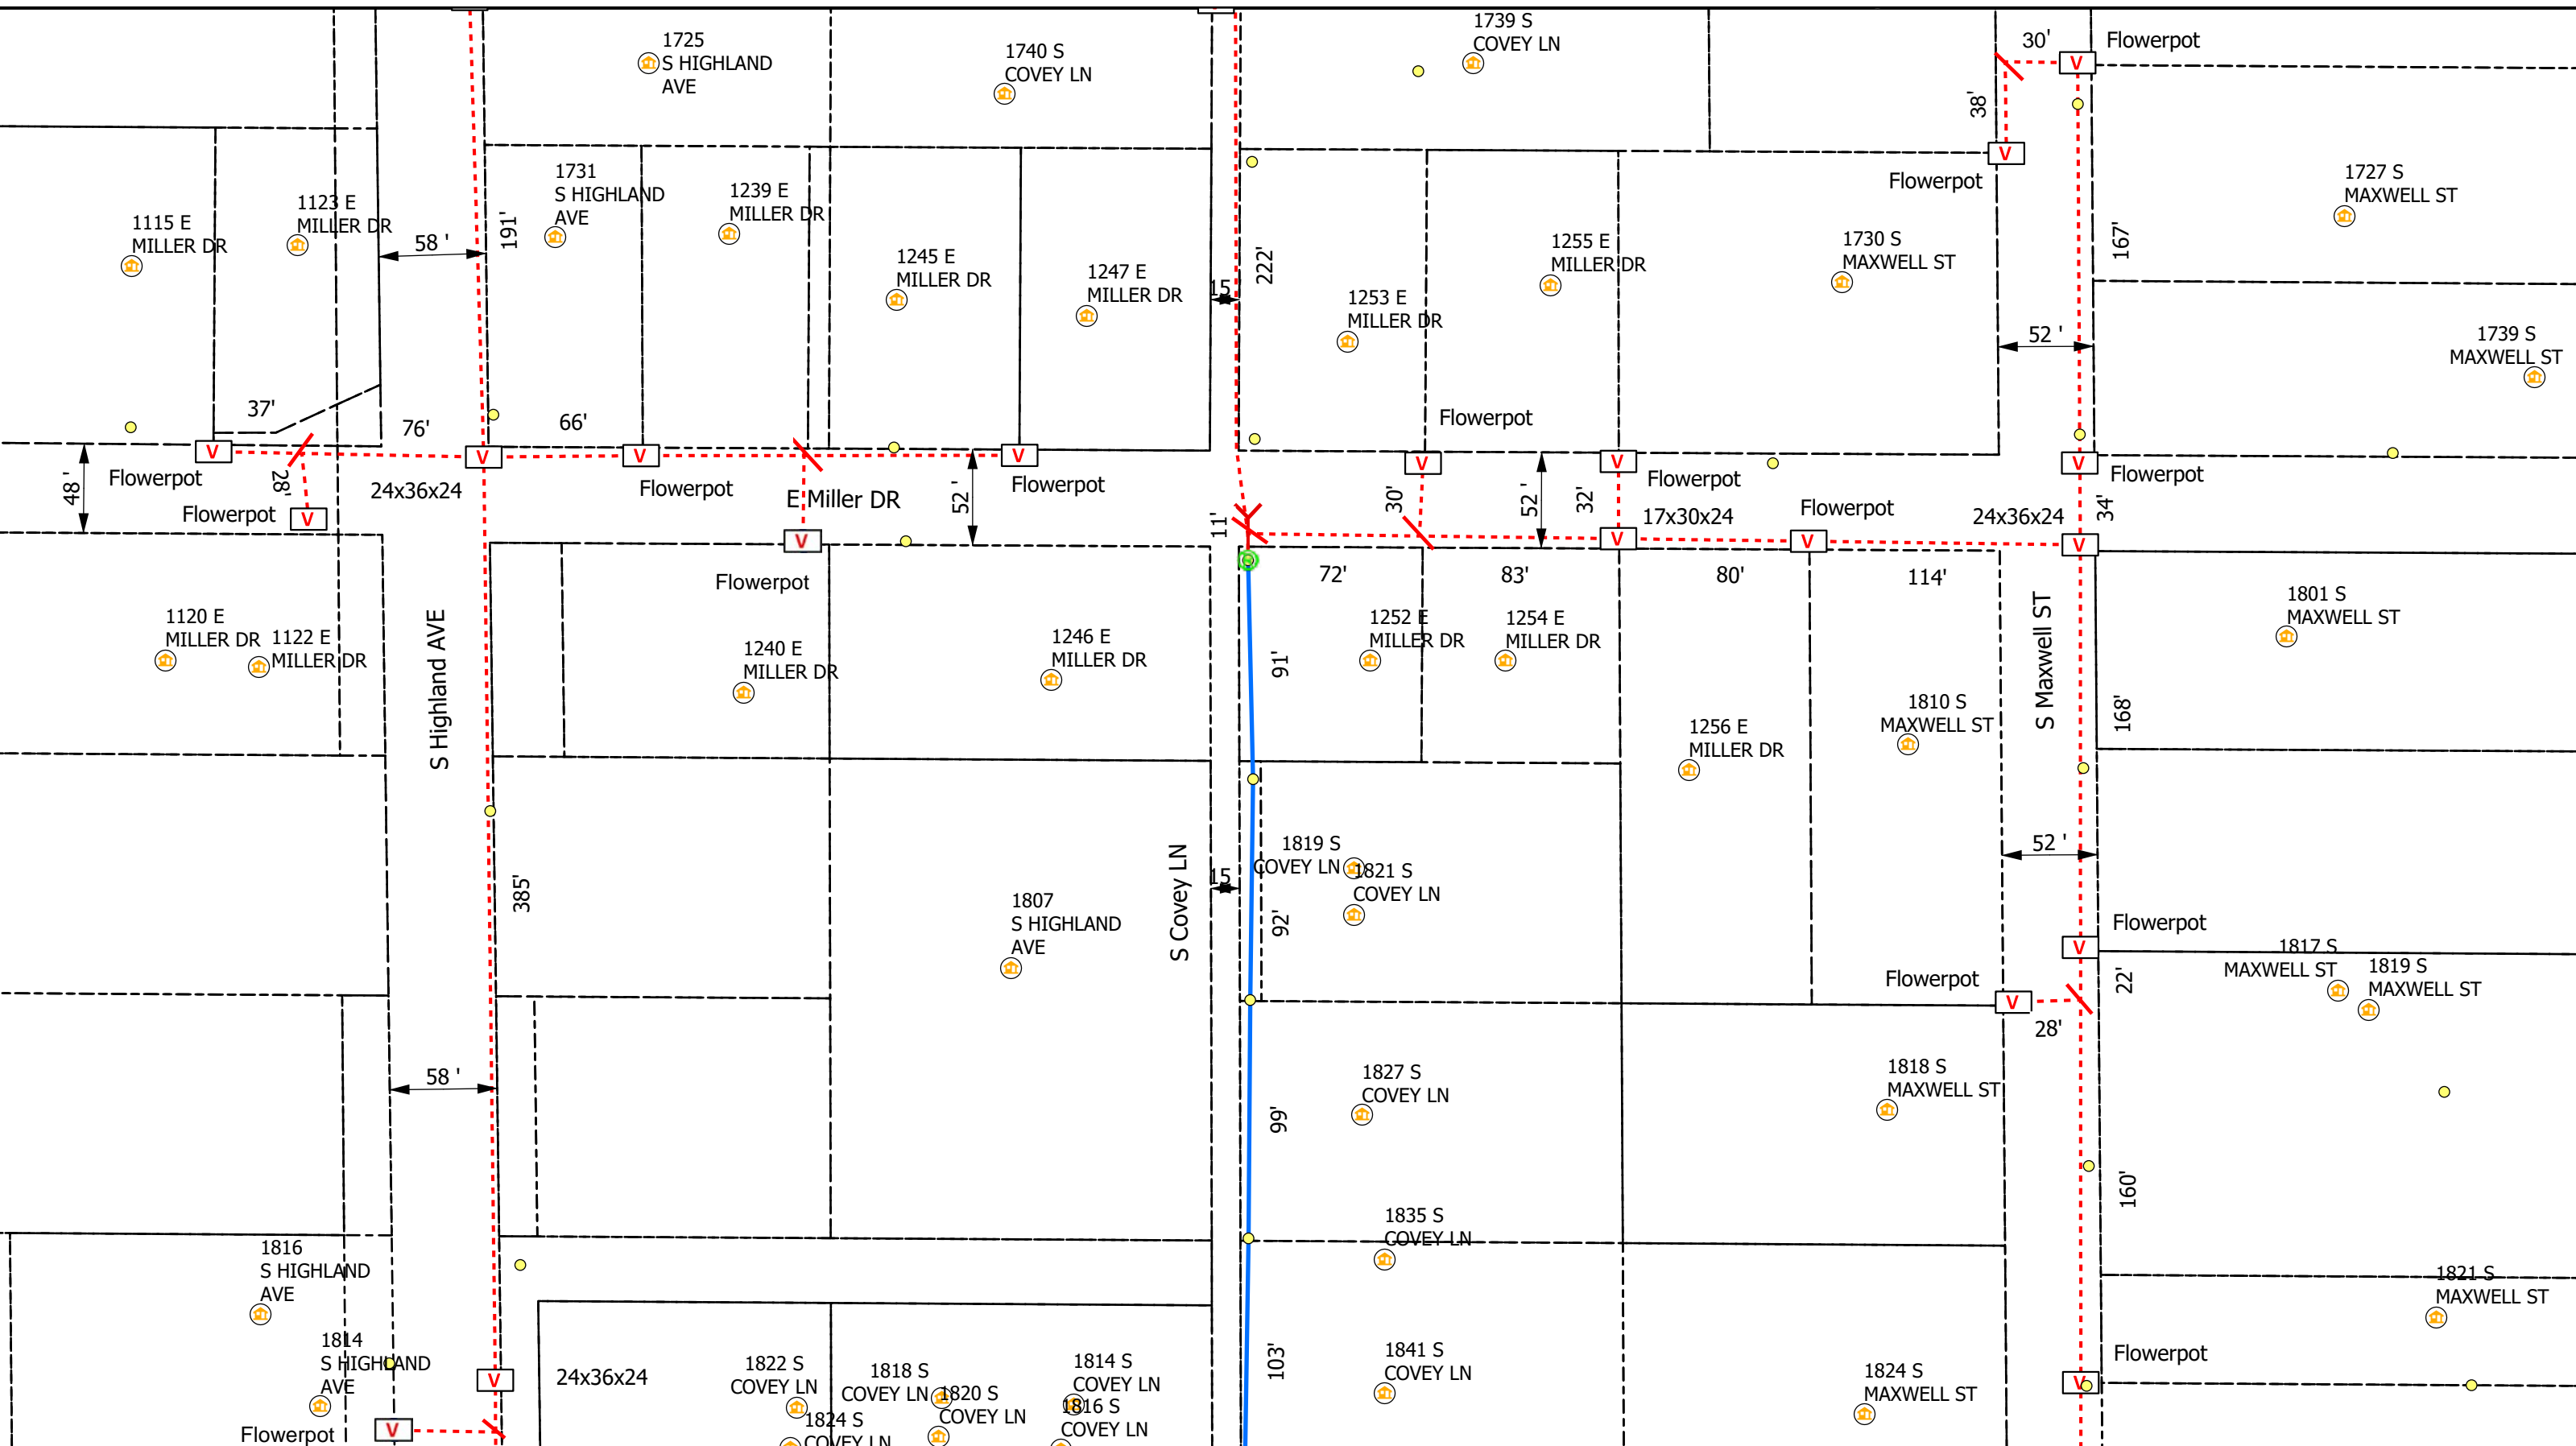 1739 S
COVEY LN
30'
Flowerpot
1725
S HIGHLAND
AVE
1740 S
COVEY LN
38'
V
V
Flowerpot
1727 S
MAXWELL ST
1731
S HIGHLAND
AVE
1239 E
MILLER DR
1123 E
MILLER DR
1115 E
MILLER DR
58 '
191'
1245 E
MILLER DR
1247 E
MILLER DR
15
222'
1253 E
MILLER DR
1255 E
MILLER DR
1730 S
MAXWELL ST
167'
52 '
1739 S
MAXWELL ST
37'
76'
66'
Flowerpot
V
V
V
V
V
V
V
48 '
Flowerpot
28'
24x36x24
Flowerpot
E Miller DR
52 '
Flowerpot
30'
52 '
32'
Flowerpot
Flowerpot
Flowerpot
V
11'
17x30x24
Flowerpot
24x36x24
34'
V
V
V
V
Flowerpot
72'
83'
80'
114'
1120 E
MILLER DR
1122 E
MILLER DR
S Highland AVE
1240 E
MILLER DR
1246 E
MILLER DR
91'
1252 E
MILLER DR
1254 E
MILLER DR
S Maxwell ST
1801 S
MAXWELL ST
1256 E
MILLER DR
1810 S
MAXWELL ST
168'
385'
1807
S HIGHLAND
AVE
S Covey LN
15
1819 S
COVEY LN
1821 S
COVEY LN
92'
52 '
Flowerpot
V
1817 S
MAXWELL ST
1819 S
MAXWELL ST
Flowerpot
V
28'
22'
58 '
99'
1827 S
COVEY LN
1818 S
MAXWELL ST
160'
1816
S HIGHLAND
AVE
1835 S
COVEY LN
1821 S
MAXWELL ST
1814
S HIGHLAND
AVE
V
24x36x24
1822 S
COVEY LN
1818 S
COVEY LN
1814 S
COVEY LN
103'
1841 S
COVEY LN
1824 S
MAXWELL ST
Flowerpot
V
1824 S
COVEY LN
1820 S
COVEY LN
1816 S
COVEY LN
Flowerpot
V